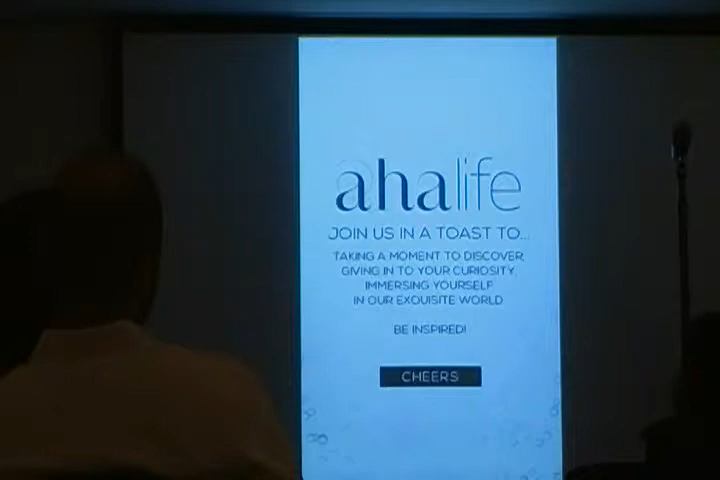 ahalife
JOIN US IN A TOAST TO...
TAKING A MOMENT TO DISCOVER,
GIVING IN TO YOUR CURIOSITY,
IMMERSING YOURSELF
IN OUR EXQUISITE WORLD
BE INSPIRED!
CHEERS